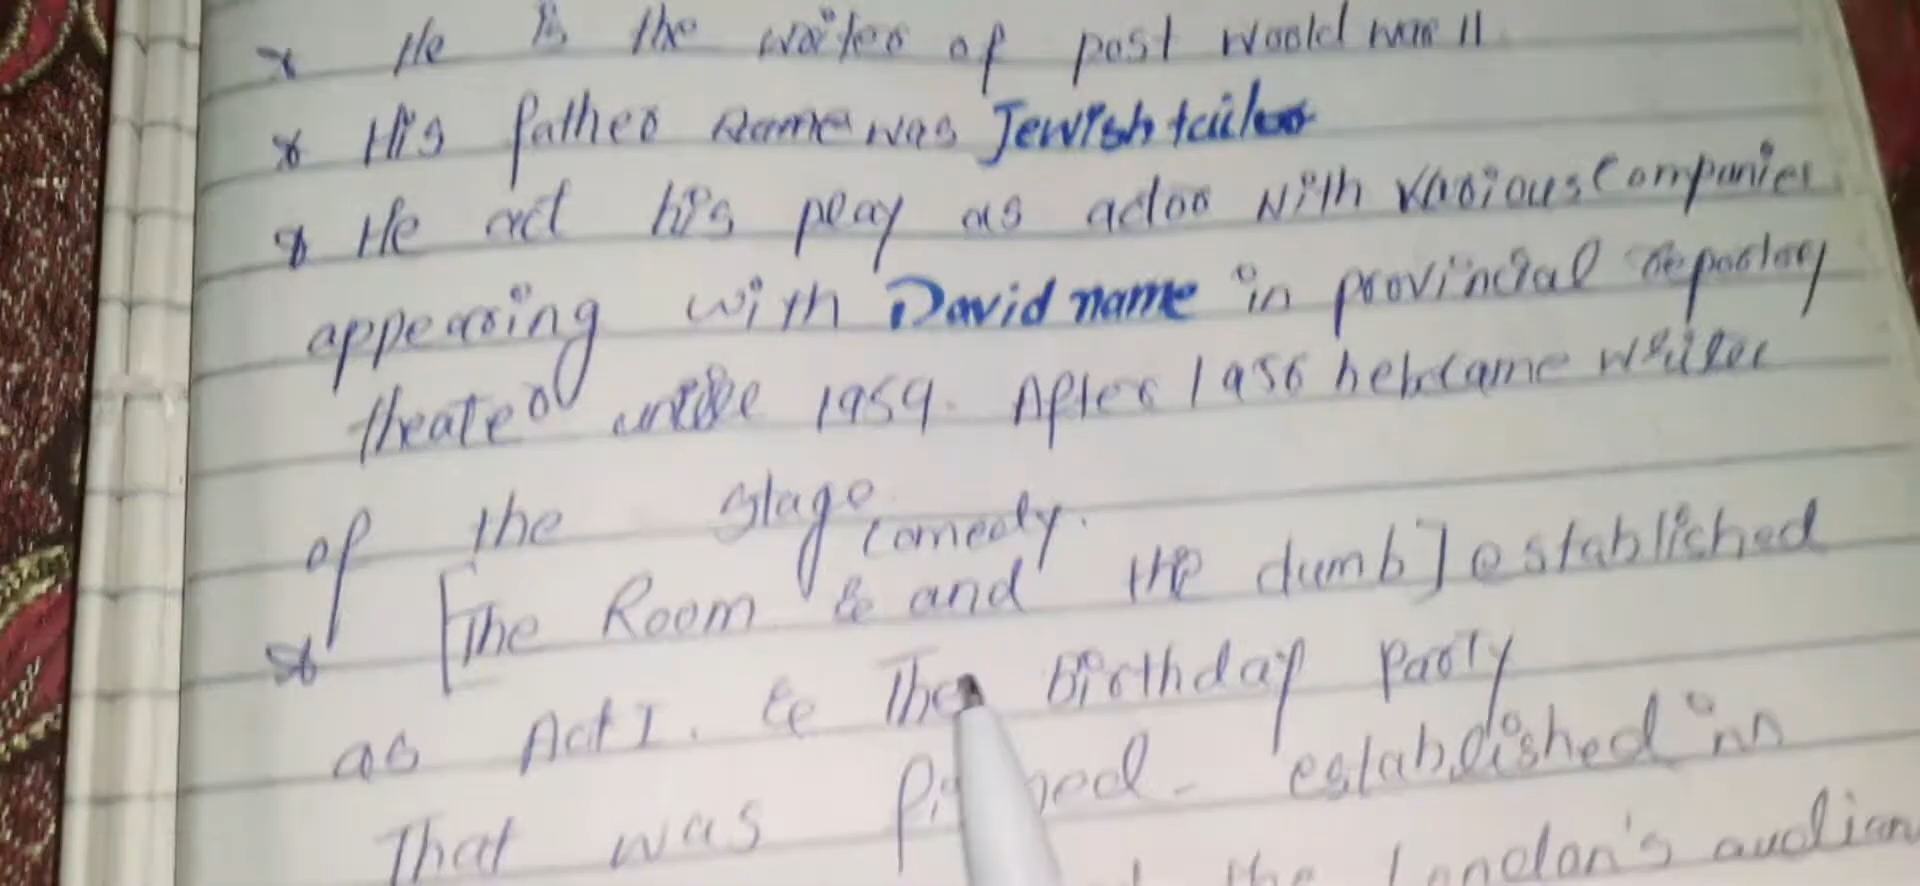 * He is the writer of post world war II
* His father name was Jewish tailor
* He act his play as actor with various Companies
appearing with David name in provincial repertory
theater 1959. After 1956 he became writer
of the stage comedy.
* [The Room & and the dumb] established
as Act I. & The Birthday party
That was established in
the London's audian